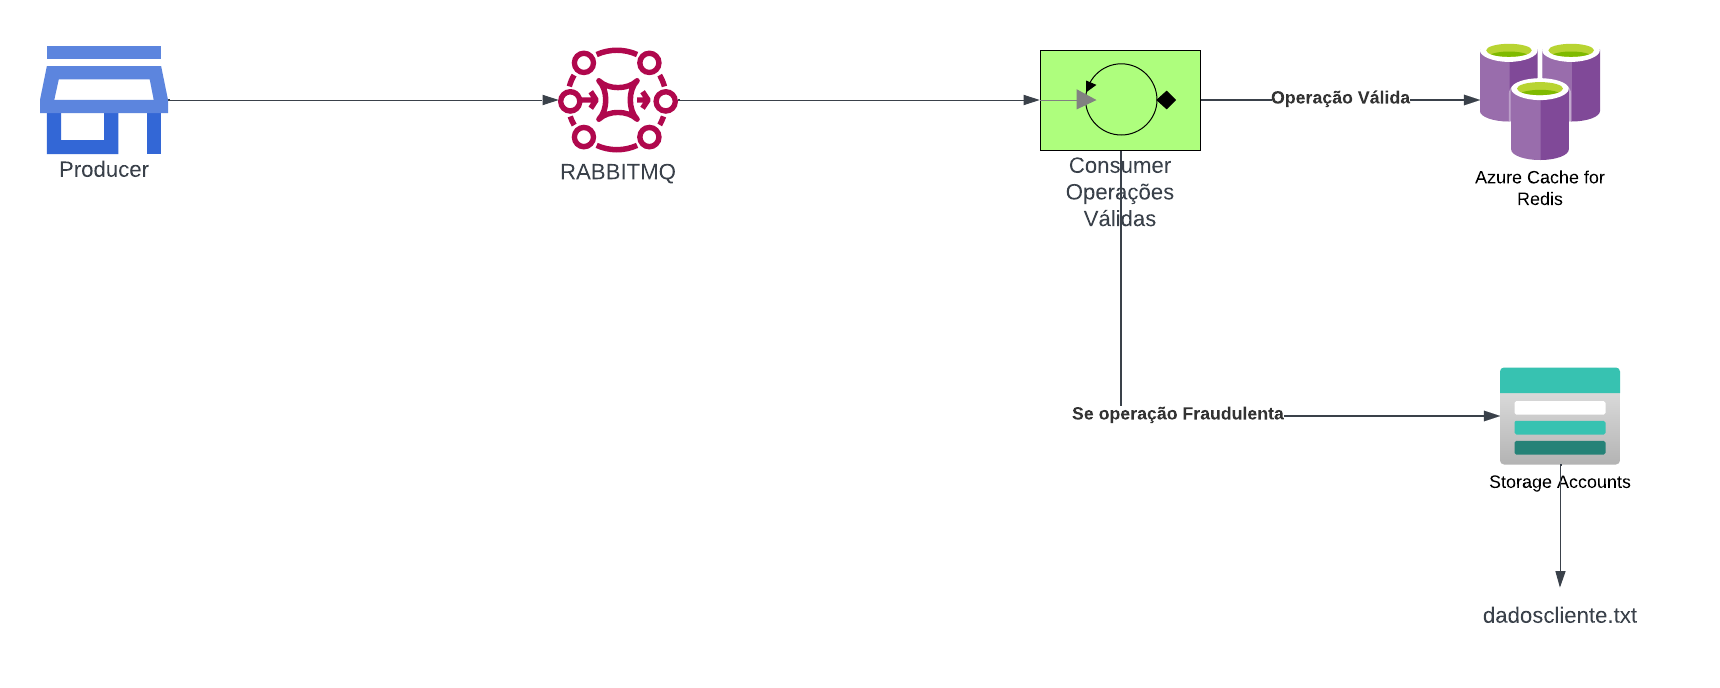 Producer
RABBITMQ
Consumer
Operações
Válidas
Operação Válida
Azure Cache for
Redis
Se operação Fraudulenta
Storage Accounts
dadoscliente.txt